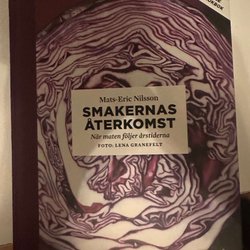 Mats-Eric Nilsson
SMAKERNAS
ÅTERKOMST
När maten följer årstiderna
FOTO: LENA GRANEFELT